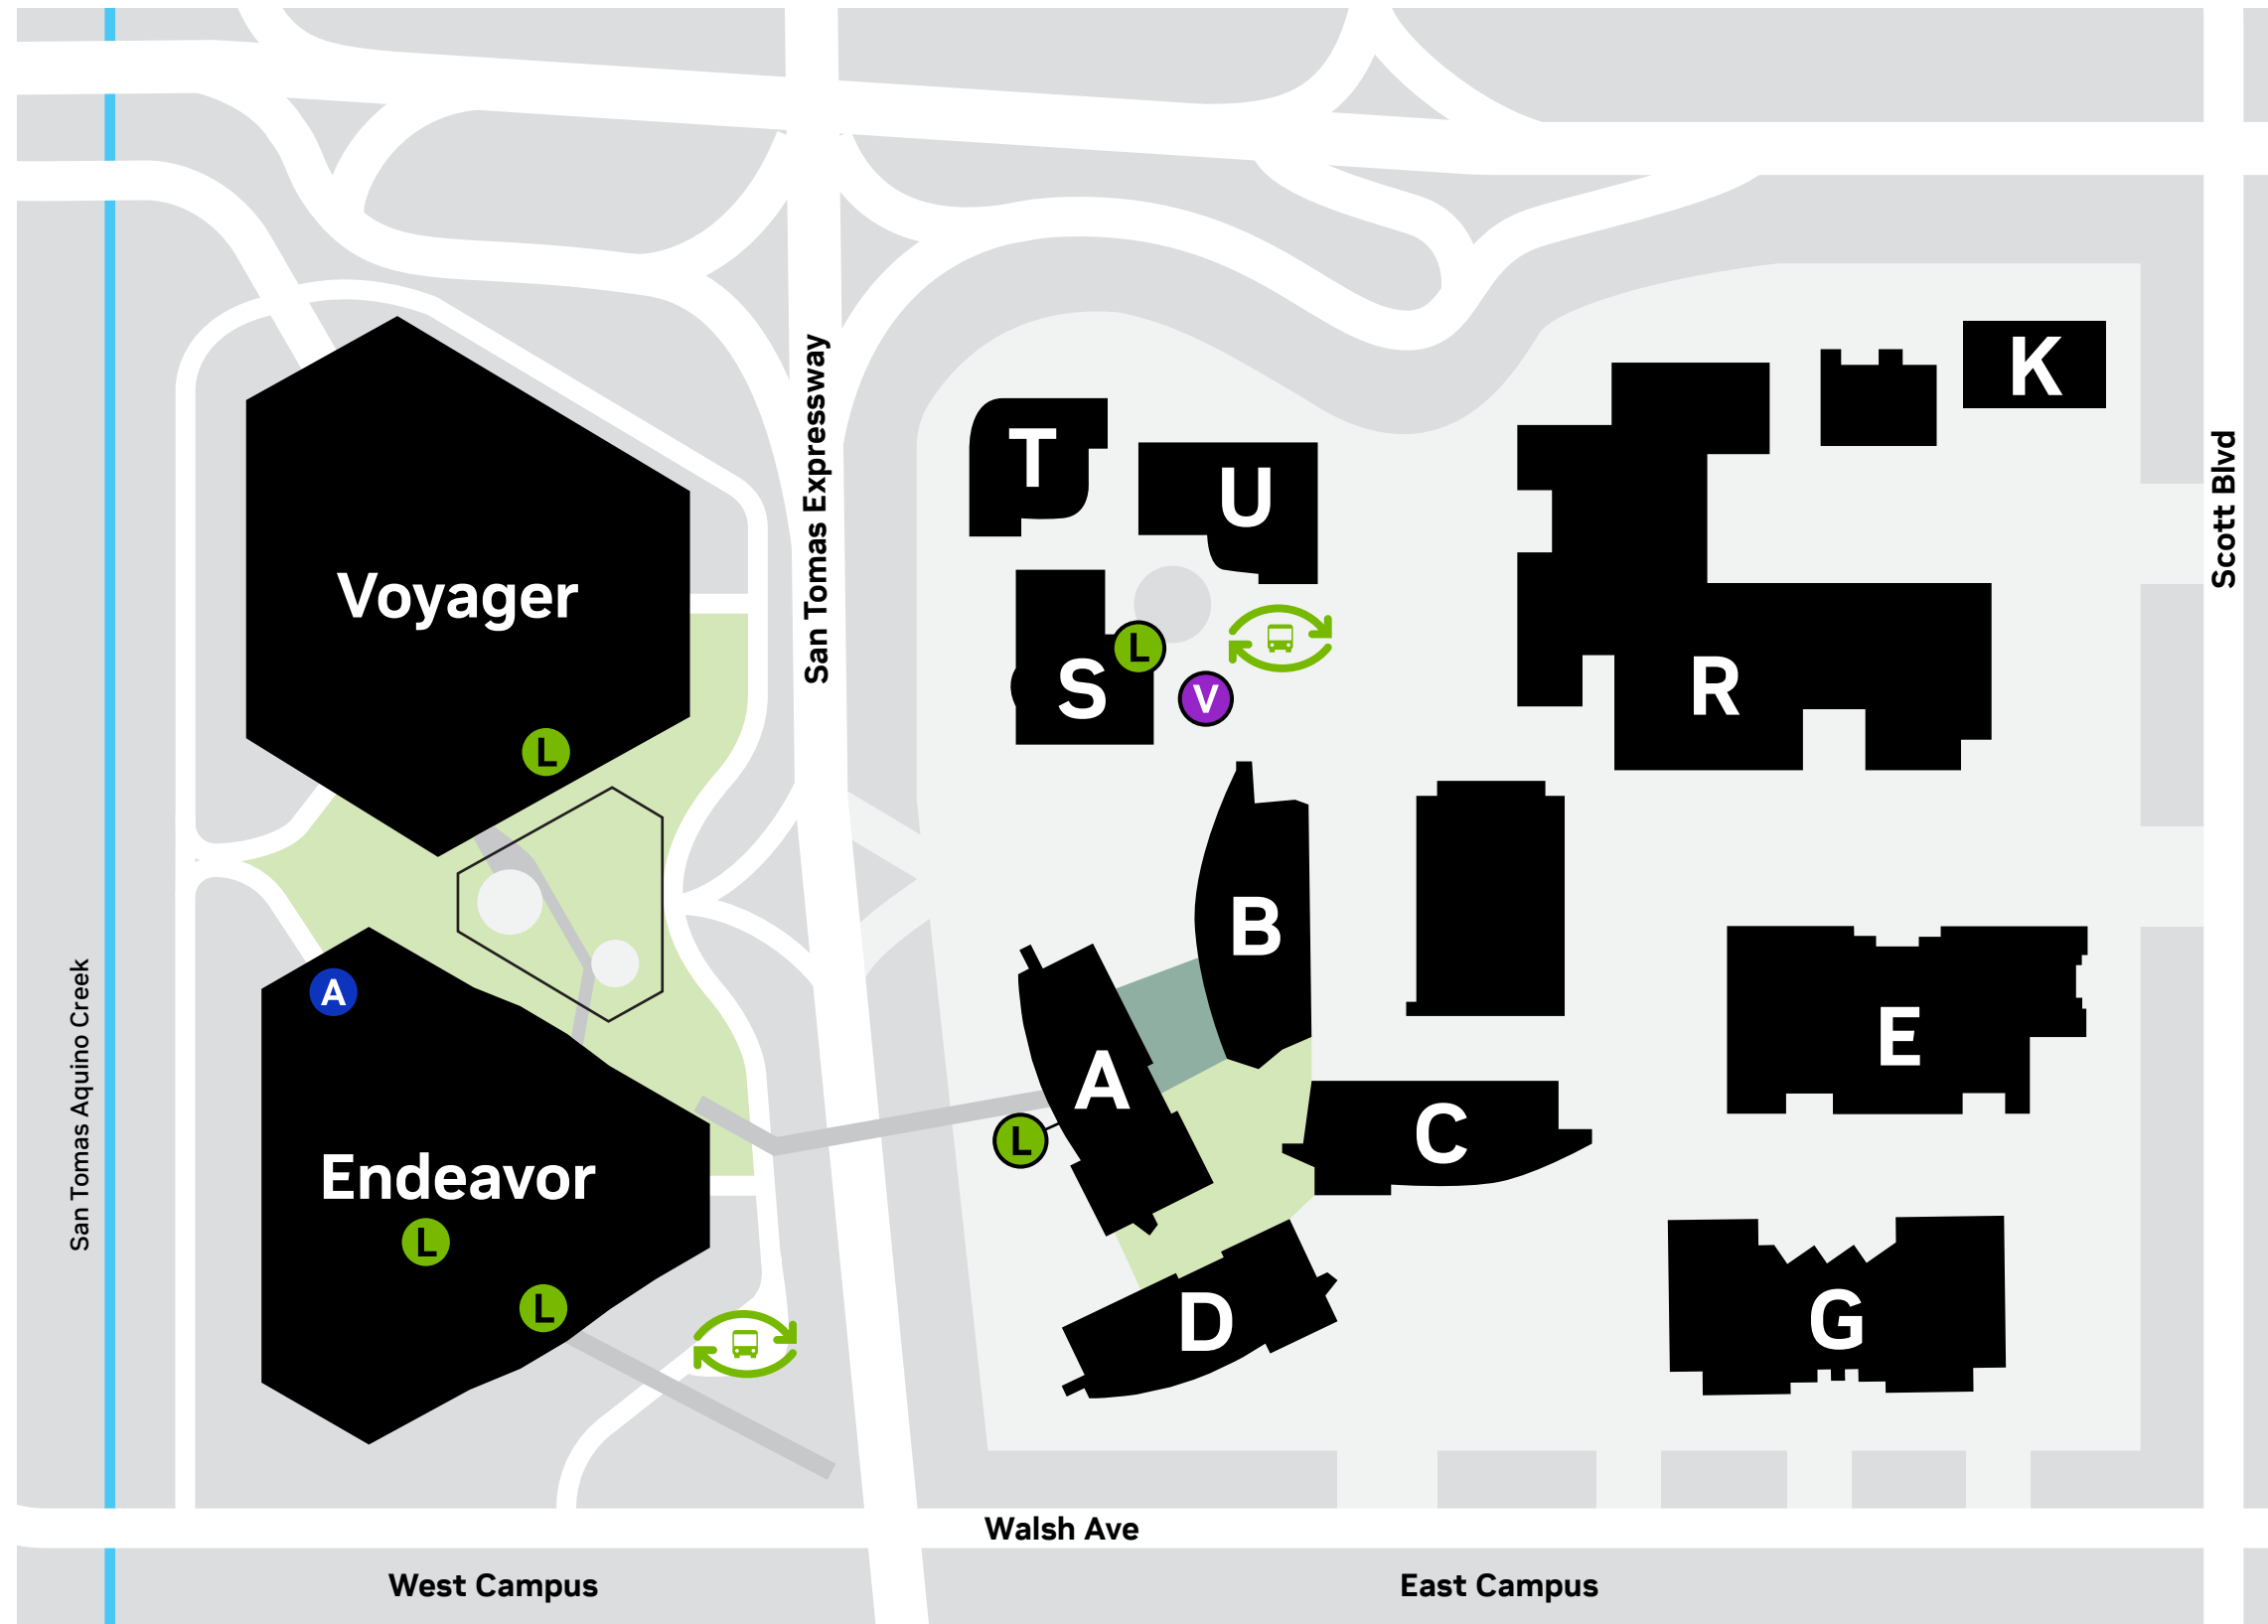 K
T
U
San Tomas Expressway
Scott Blvd
Voyager
L
S
V
R
L
B
A
San Tomas Aquino Creek
E
A
L
C
Endeavor
L
L
D
G
Walsh Ave
West Campus
East Campus